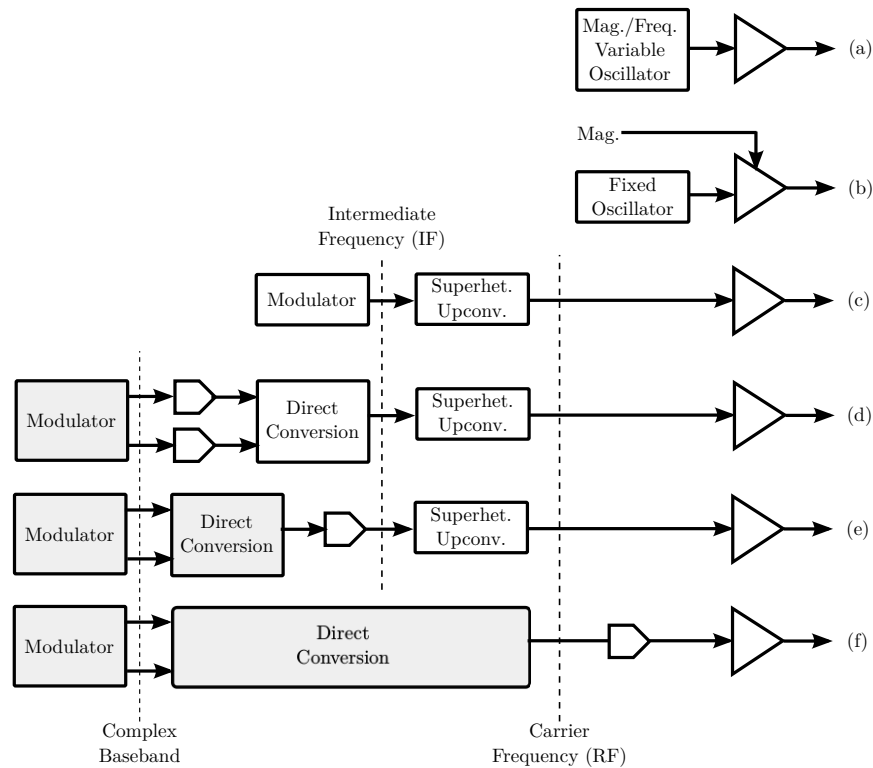 Mag./Freq.
Variable
Oscillator
(a)
Mag.
Fixed
Oscillator
(b)
Intermediate
Frequency (IF)
Modulator
Superhet.
Upconv.
(c)
Modulator
Direct
Conversion
Superhet.
Upconv.
(d)
Modulator
Direct
Conversion
Superhet.
Upconv.
(e)
Modulator
Direct
Conversion
(f)
Complex
Baseband
Carrier
Frequency (RF)